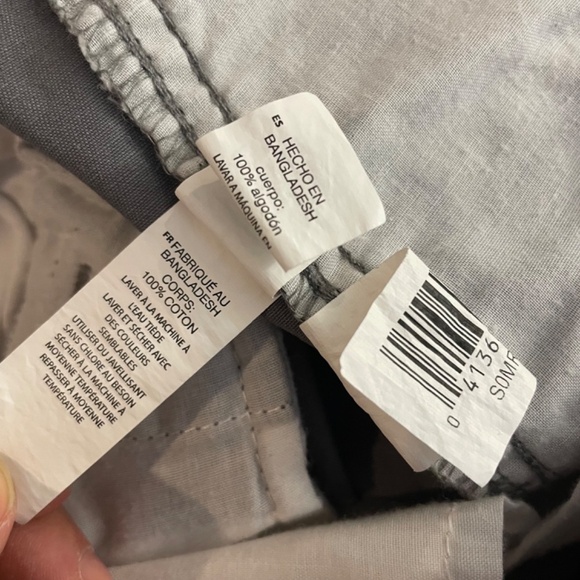 ES
HECHO EN
BANGLADESH
cuerpo:
100% algodón
LAVAR A MÁQUINA EN
FR FABRIQUÉ AU
BANGLADESH
CORPS:
100% COTON
LAVER À LA MACHINE À
L'EAU TIÈDE
LAVER ET SÉCHER AVEC
DES COULEURS
SEMBLABLES
UTILISER DU JAVELLISANT
SANS CHLORE AU BESOIN
SÉCHER À LA MACHINE À
MOYENNE TEMPÉRATURE
REPASSER À MOYENNE
TEMPÉRATURE
0 4136